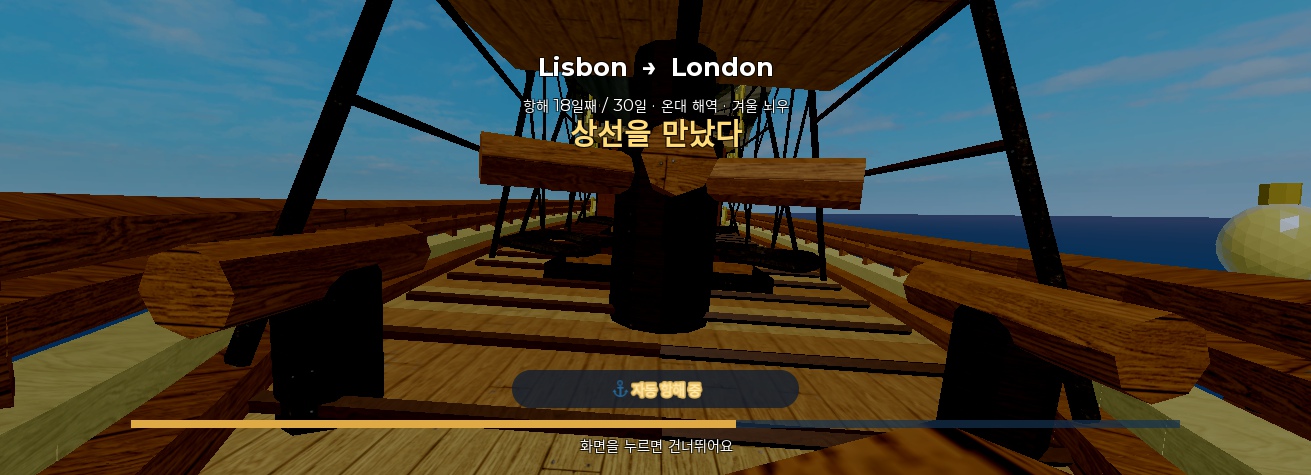 Lisbon → London
항해 18일째 / 30일 · 온대 해역 · 겨울 뇌우
상선을 만났다
⚓ 자동 항해 중
화면을 누르면 건너뛰어요